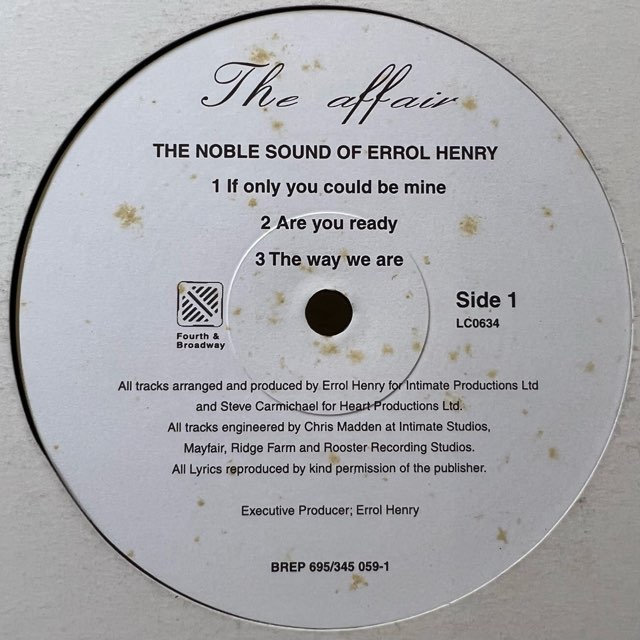 The affair
THE NOBLE SOUND OF ERROL HENRY
1 If only you could be mine
2 Are you ready
3 The way we are
Fourth &
Broadway
Side 1
LC0634
All tracks arranged and produced by Errol Henry for Intimate Productions Ltd
and Steve Carmichael for Heart Productions Ltd.
All tracks engineered by Chris Madden at Intimate Studios,
Mayfair, Ridge Farm and Rooster Recording Studios.
All Lyrics reproduced by kind permission of the publisher.
Executive Producer; Errol Henry
BREP 695/345 059-1